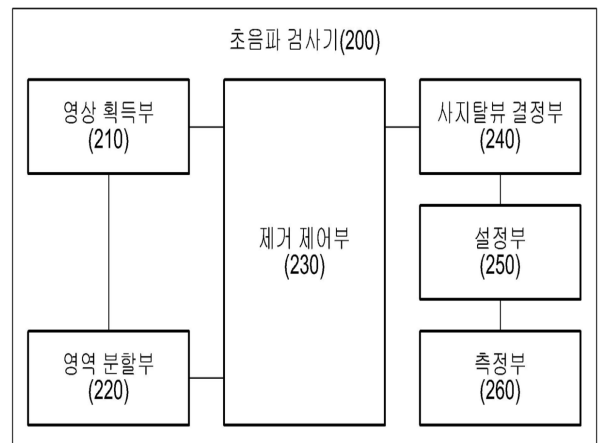 초음파 검사기(200)
영상 획득부
(210)
영역 분할부
(220)
제거 제어부
(230)
사지탈뷰 결정부
(240)
설정부
(250)
측정부
(260)